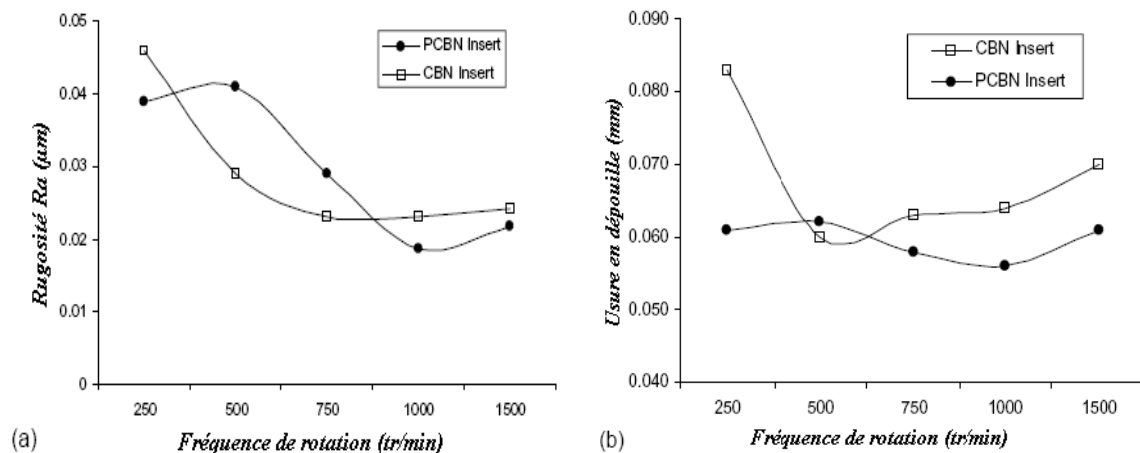 0.05
0.04
0.03
0.02
0.01
0
Rugosité Ra (µm)
PCBN Insert
CBN Insert
250 500 750 1000 1500
Fréquence de rotation (tr/min)
(a)
0.090
0.080
0.070
0.060
0.050
0.040
Usure en dépouille (mm)
CBN Insert
PCBN Insert
250 500 750 1000 1500
Fréquence de rotation (tr/min)
(b)